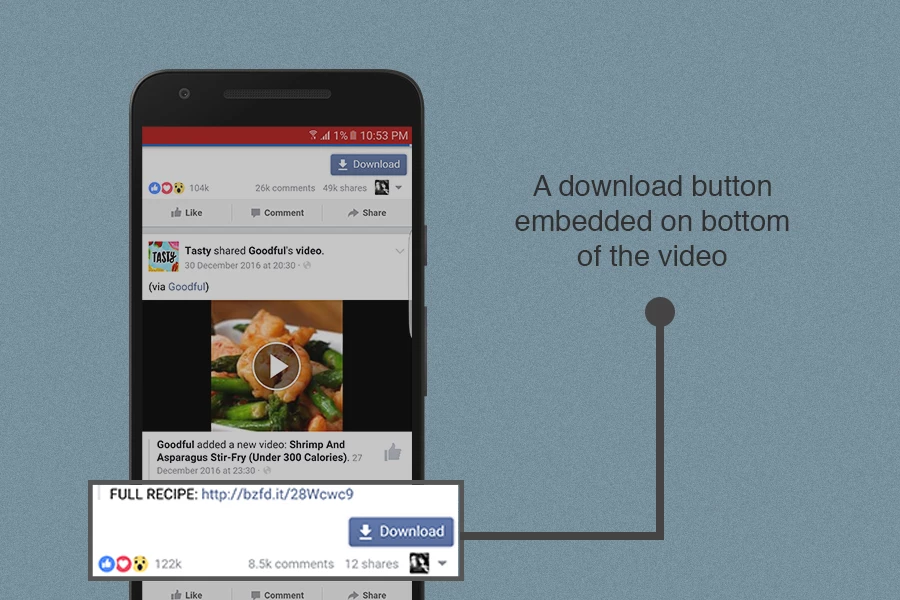 1% 10:53 PM
Download
104k 26k comments 49k shares
Like Comment Share
TASTY
Tasty shared Goodful's video.
30 December 2016 at 20:30 ·
(via Goodful)
Goodful added a new video: Shrimp And
Asparagus Stir-Fry (Under 300 Calories). 27
December 2016 at 23:30 ·
FULL RECIPE: http://bzfd.it/28Wcwc9
Download
122k 8.5k comments 12 shares
Like Comment Share
A download button
embedded on bottom
of the video